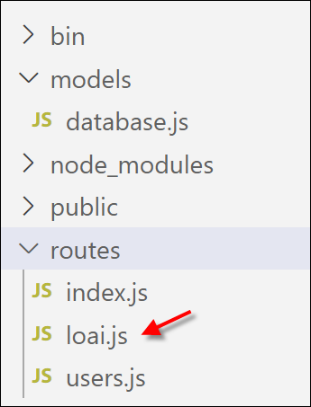 bin
models
JS database.js
node_modules
public
routes
JS index.js
JS loai.js
JS users.js